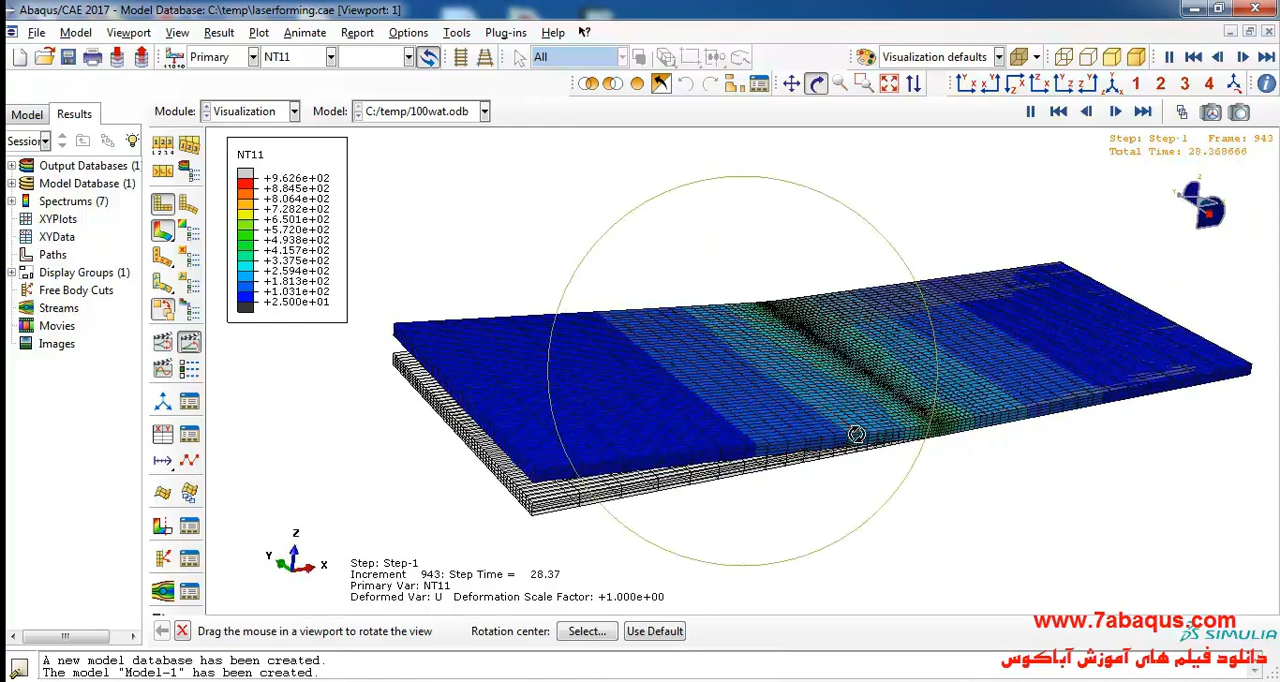 Abaqus/CAE 2017 - Model Database: C:\temp\laserforming.cae [Viewport: 1]
File Model Viewport View Result Plot Animate Report Options Tools Plug-ins Help
Primary NT11 All Visualization defaults
1 2 3 4
Model Results Module: Visualization Model: C:/temp/100wat.odb
Sessio
Output Databases (1)
Model Database (1)
Spectrums (7)
XYPlots
XYData
Paths
Display Groups (1)
Free Body Cuts
Streams
Movies
Images
NT11
+9.626e+02
+8.845e+02
+8.064e+02
+7.282e+02
+6.501e+02
+5.720e+02
+4.938e+02
+4.157e+02
+3.375e+02
+2.594e+02
+1.813e+02
+1.031e+02
+2.500e+01
Step: Step-1 Frame: 943
Total Time: 28.368666
Z
Y
Z
Y
X
Step: Step-1
Increment 943: Step Time = 28.37
Primary Var: NT11
Deformed Var: U Deformation Scale Factor: +1.000e+00
Drag the mouse in a viewport to rotate the view Rotation center: Select... Use Default
www.7abaqus.com
SIMULIA
دانلود فیلم های آموزش آباکوس
A new model database has been created.
The model "Model-1" has been created.